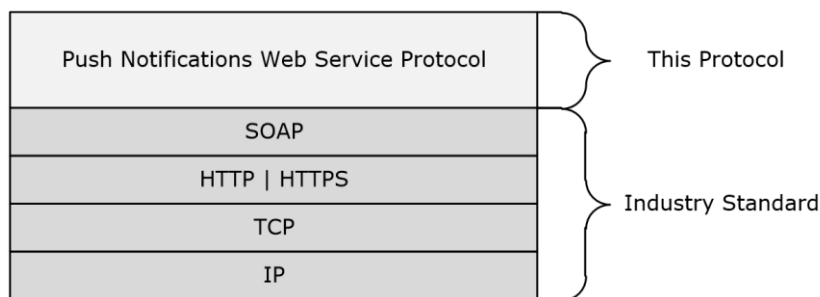 Push Notifications Web Service Protocol
This Protocol
SOAP
HTTP | HTTPS
TCP
IP
Industry Standard